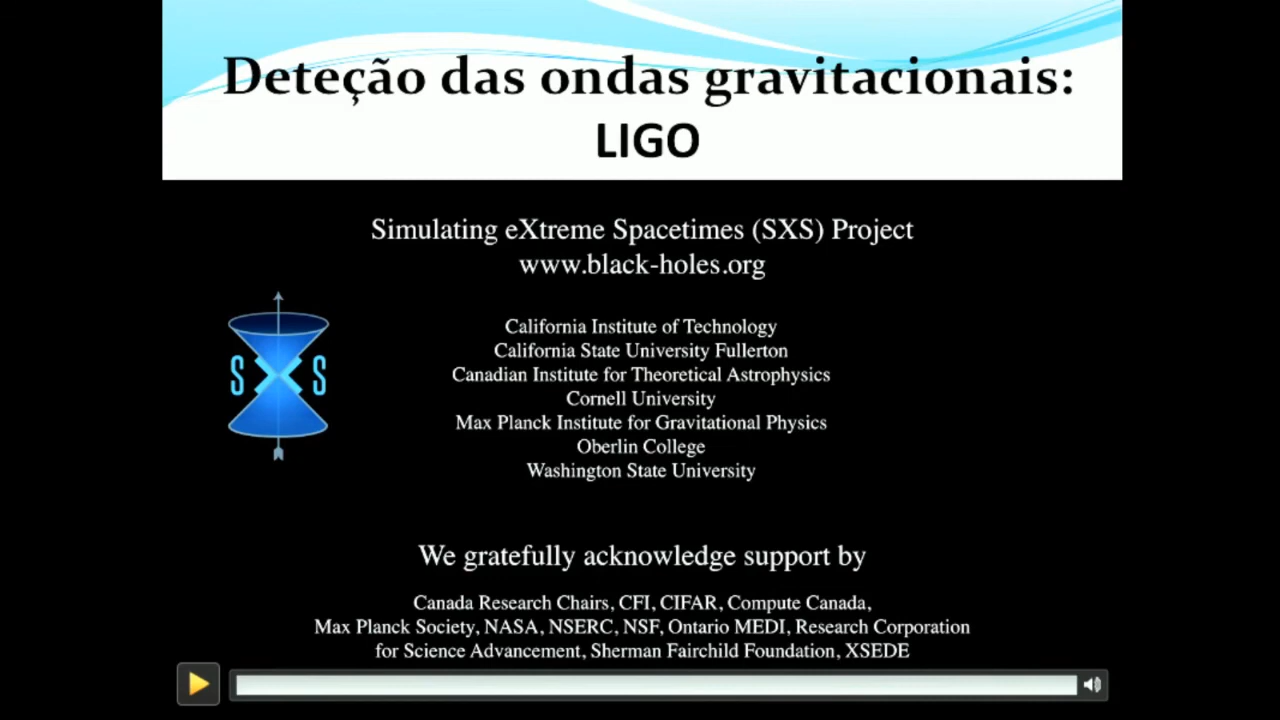 Deteção das ondas gravitacionais:
LIGO
Simulating eXtreme Spacetimes (SXS) Project
www.black-holes.org
California Institute of Technology
California State University Fullerton
Canadian Institute for Theoretical Astrophysics
Cornell University
Max Planck Institute for Gravitational Physics
Oberlin College
Washington State University
S X S
We gratefully acknowledge support by
Canada Research Chairs, CFI, CIFAR, Compute Canada,
Max Planck Society, NASA, NSERC, NSF, Ontario MEDI, Research Corporation
for Science Advancement, Sherman Fairchild Foundation, XSEDE